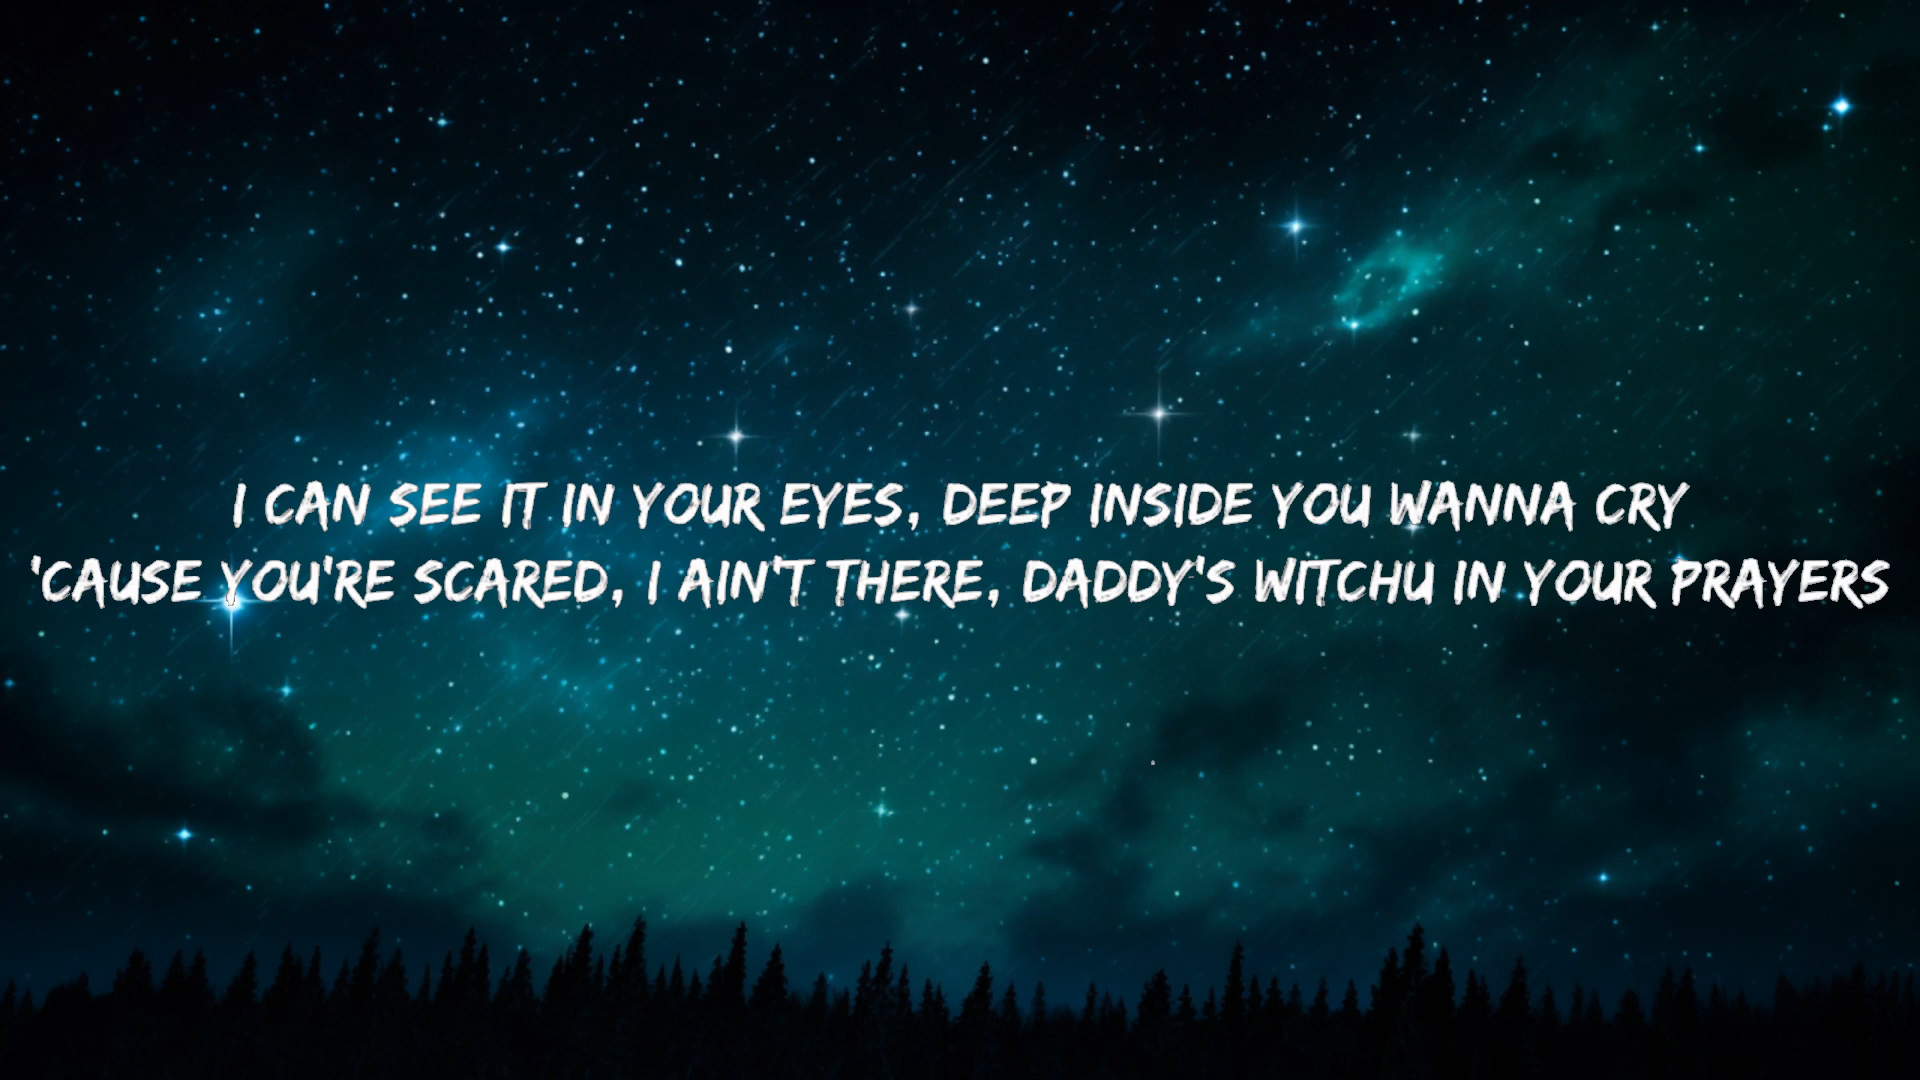 I CAN SEE IT IN YOUR EYES, DEEP INSIDE YOU WANNA CRY
'CAUSE YOU'RE SCARED, I AIN'T THERE, DADDY'S WITCHU IN YOUR PRAYERS